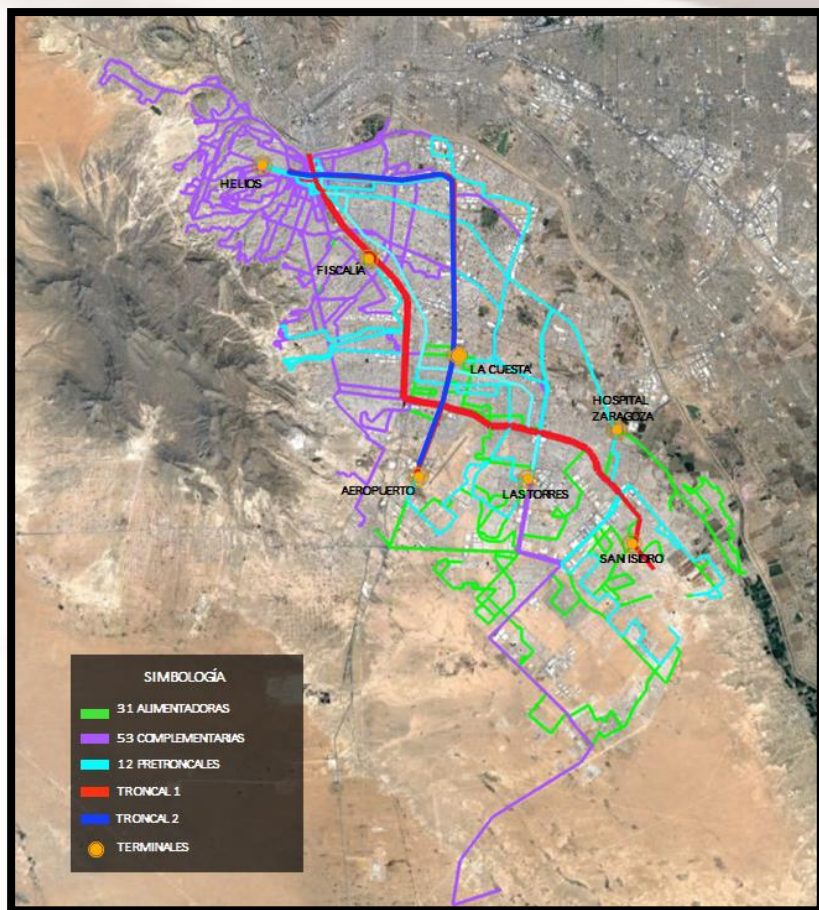 HELIOS
FISCALÍA
LA CUESTA
HOSPITAL
ZARAGOZA
AEROPUERTO
LAS TORRES
SAN ISIDRO
SIMBOLOGÍA
31 ALIMENTADORAS
53 COMPLEMENTARIAS
12 PRETRONCALES
TRONCAL 1
TRONCAL 2
TERMINALES